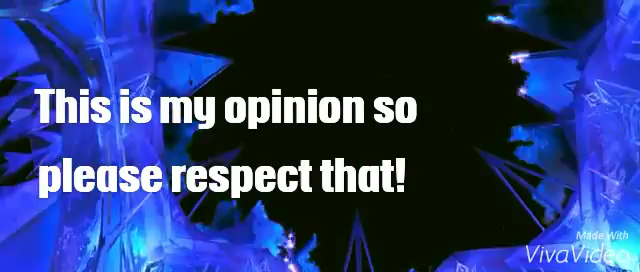 This is my opinion so
please respect that!
Made With
VivaVideo